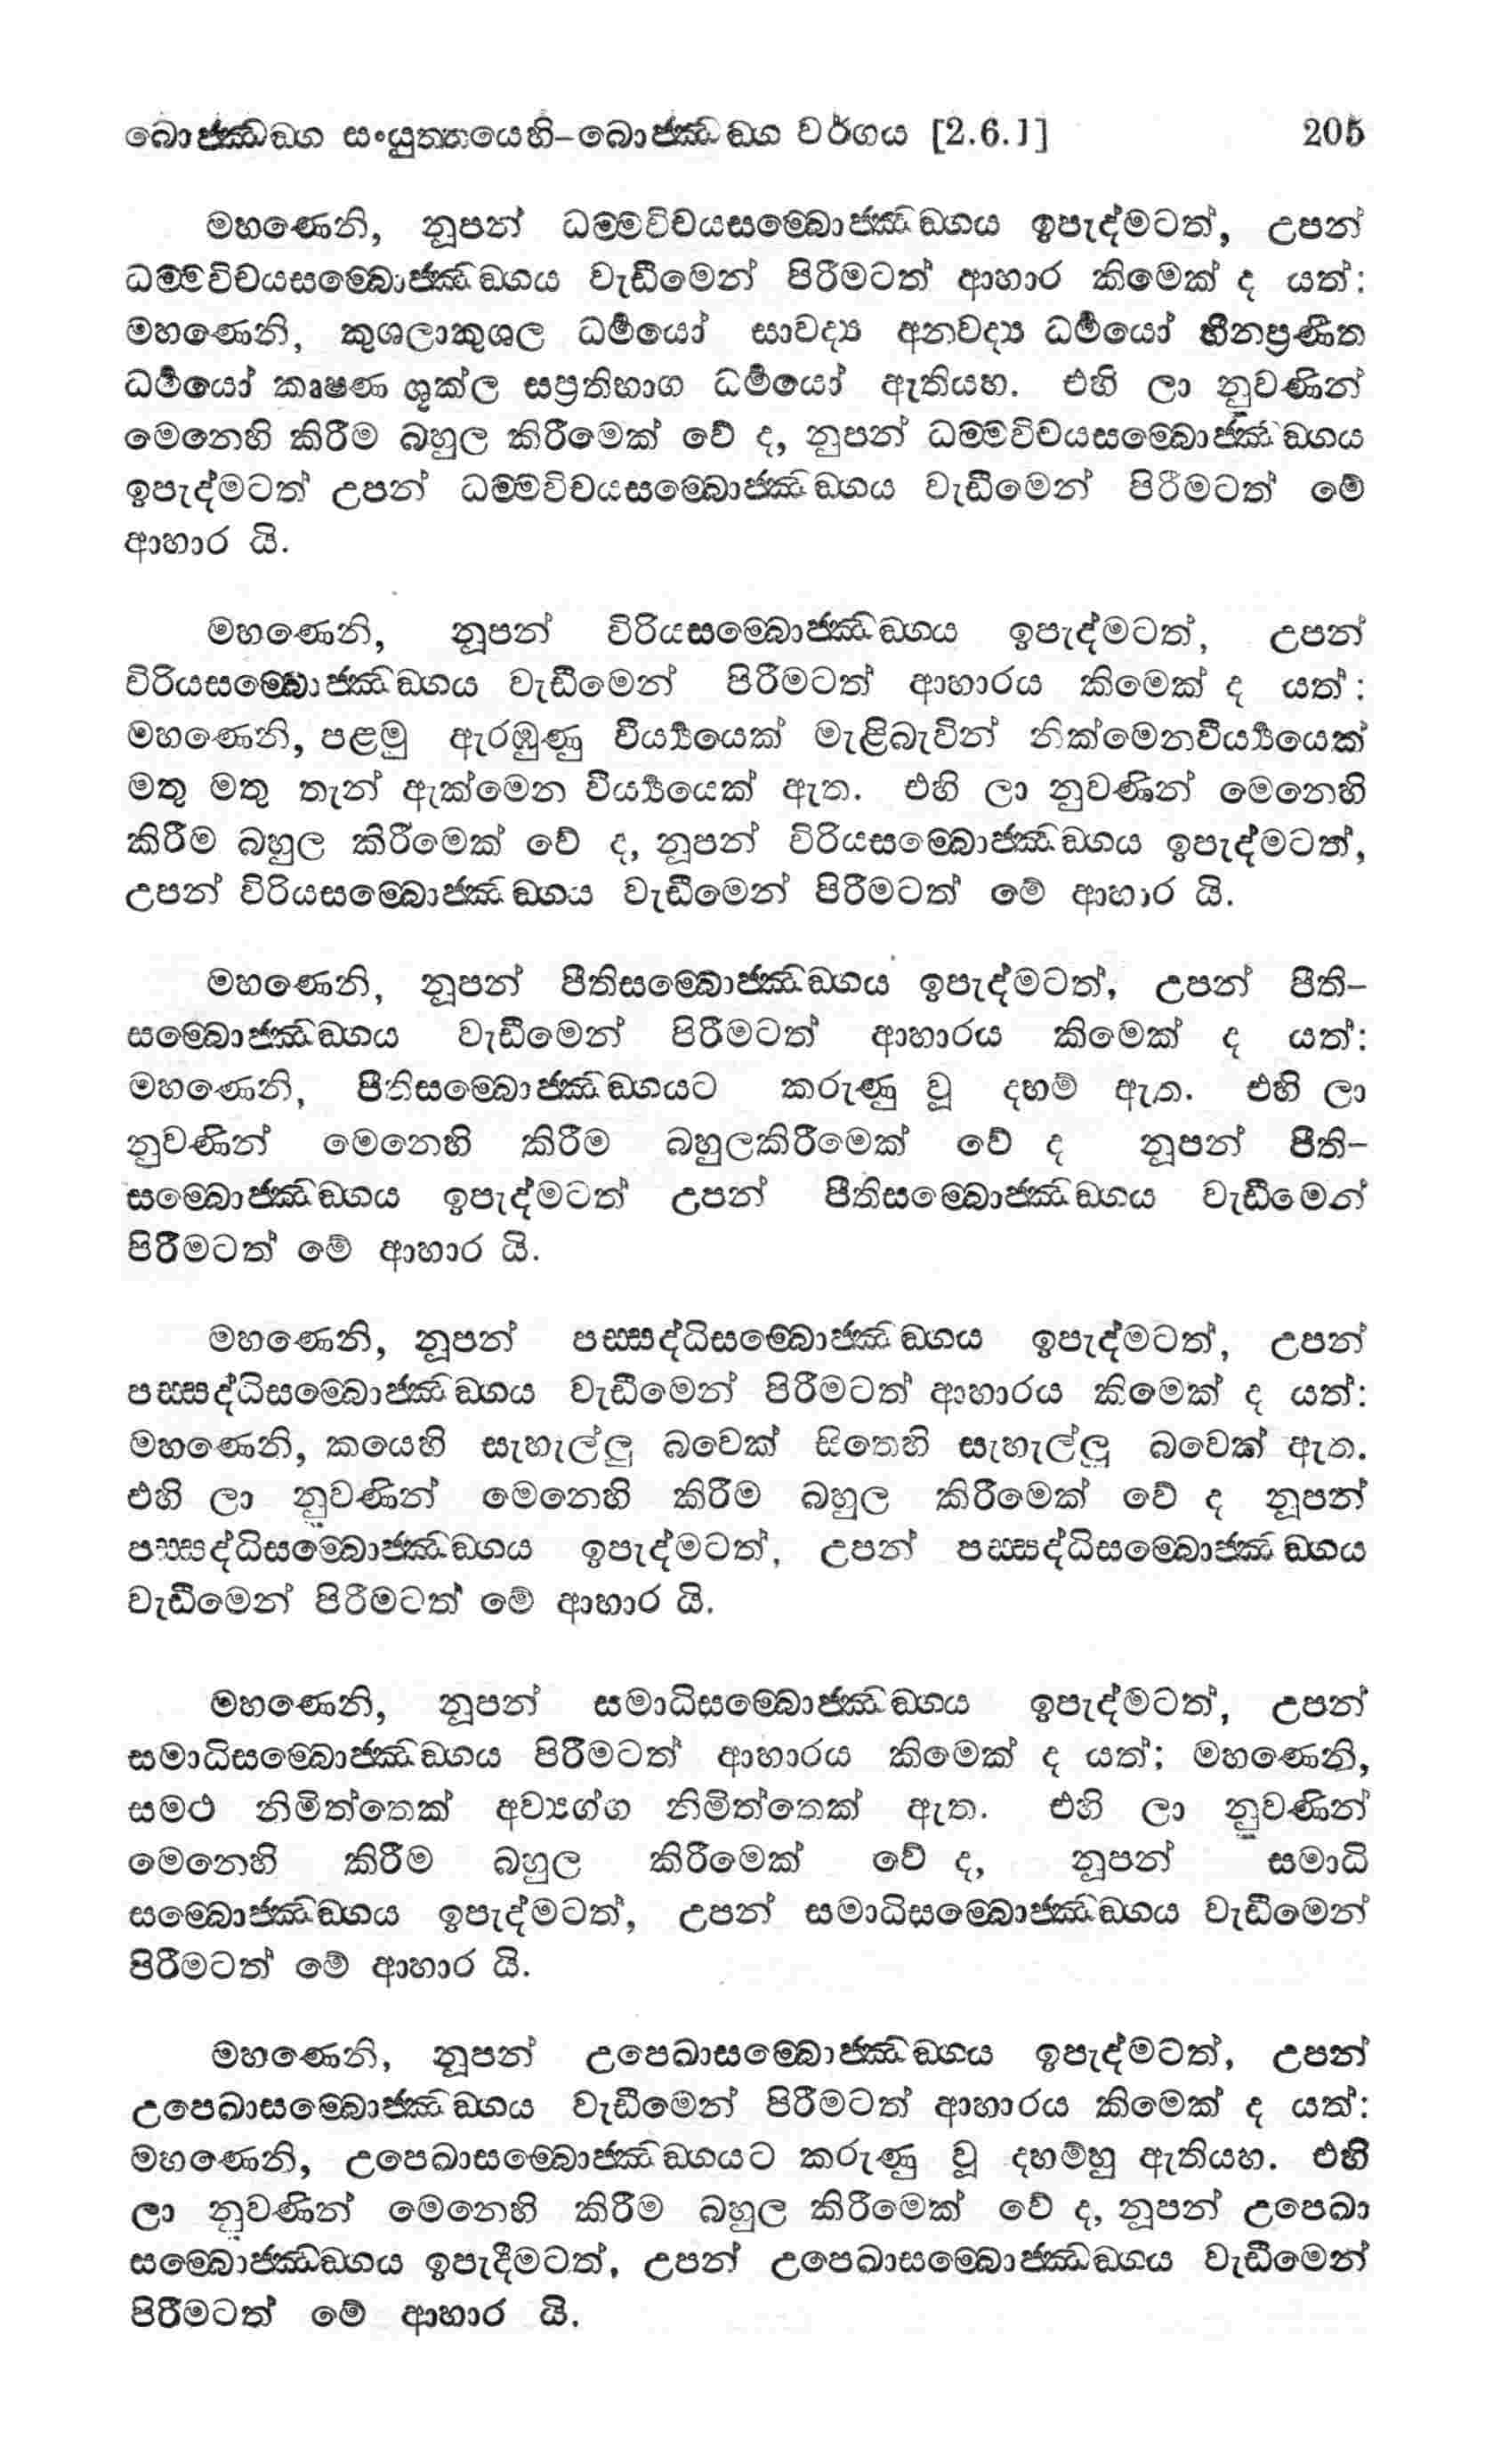 බොජ්ඣඞ්ග සංයුත්තයෙහි-බොජ්ඣඞ්ග වර්ගය [2.6.1] 205
මහණෙනි, නූපන් ධම්මවිචයසම්බොජ්ඣඞ්ගය ඉපැද්මටත්, උපන්
ධම්මවිචයසම්බොජ්ඣඞ්ගය වැඩීමෙන් පිරීමටත් ආහාර කිමෙක් ද යත්:
මහණෙනි, කුශලාකුශල ධර්‍මයෝ සාවද්‍ය අනවද්‍ය ධර්‍මයෝ හීනප්‍රණීත
ධර්‍මයෝ කෘෂණ ශුක්ල සප්‍රතිභාග ධර්‍මයෝ ඇතියහ. එහි ලා නුවණින්
මෙනෙහි කිරීම බහුල කිරීමෙක් වේ ද, නුපන් ධම්මවිචයසම්බොජ්ඣඞ්ගය
ඉපැද්මටත් උපන් ධම්මවිචයසම්බොජ්ඣඞ්ගය වැඩීමෙන් පිරීමටත් මේ
ආහාර යි.
මහණෙනි, නූපන් විරියසම්බොජ්ඣඞ්ගය ඉපැද්මටත්, උපන්
විරියසම්බොජ්ඣඞ්ගය වැඩීමෙන් පිරීමටත් ආහාරය කිමෙක් ද යත්:
මහණෙනි, පළමු ඇරඹුණු වීර්‍ය්‍යයෙක් මැළිබැවින් නික්මෙනවීර්‍ය්‍යයෙක්
මතු මතු තැන් ඇක්මෙන වීර්‍ය්‍යයෙක් ඇත. එහි ලා නුවණින් මෙනෙහි
කිරීම බහුල කිරීමෙක් වේ ද, නූපන් විරියසම්බොජ්ඣඞ්ගය ඉපැද්මටත්,
උපන් විරියසම්බොජ්ඣඞ්ගය වැඩීමෙන් පිරීමටත් මේ ආහාර යි.
මහණෙනි, නූපන් පීතිසම්බොජ්ඣඞ්ගය ඉපැද්මටත්, උපන් පීති-
සම්බොජ්ඣඞ්ගය වැඩීමෙන් පිරීමටත් ආහාරය කිමෙක් ද යත්:
මහණෙනි, පීතිසම්බොජ්ඣඞ්ගයට කරුණු වූ දහම් ඇත. එහි ලා
නුවණින් මෙනෙහි කිරීම බහුලකිරීමෙක් වේ ද නූපන් පීති-
සම්බොජ්ඣඞ්ගය ඉපැද්මටත් උපන් පීතිසම්බොජ්ඣඞ්ගය වැඩීමෙන්
පිරීමටත් මේ ආහාර යි.
මහණෙනි, නූපන් පස්සද්ධිසම්බොජ්ඣඞ්ගය ඉපැද්මටත්, උපන්
පස්සද්ධිසම්බොජ්ඣඞ්ගය වැඩීමෙන් පිරීමටත් ආහාරය කිමෙක් ද යත්:
මහණෙනි, කයෙහි සැහැල්ලු බවෙක් සිතෙහි සැහැල්ලූ බවෙක් ඇත.
එහි ලා නුවණින් මෙනෙහි කිරීම බහුල කිරීමෙක් වේ ද නූපන්
පස්සද්ධිසම්බොජ්ඣඞ්ගය ඉපැද්මටත්, උපන් පස්සද්ධිසම්බොජ්ඣඞ්ගය
වැඩීමෙන් පිරීමටත් මේ ආහාර යි.
මහණෙනි, නූපන් සමාධිසම්බොජ්ඣඞ්ගය ඉපැද්මටත්, උපන්
සමාධිසම්බොජ්ඣඞ්ගය පිරීමටත් ආහාරය කිමෙක් ද යත්; මහණෙනි,
සමථ නිමිත්තෙක් අව්‍යග්ග නිමිත්තෙක් ඇත. එහි ලා නුවණින්
මෙනෙහි කිරීම බහුල කිරීමෙක් වේ ද, නූපන් සමාධි
සම්බොජ්ඣඞ්ගය ඉපැද්මටත්, උපන් සමාධිසම්බොජ්ඣඞ්ගය වැඩීමෙන්
පිරීමටත් මේ ආහාර යි.
මහණෙනි, නූපන් උපෙඛාසම්බොජ්ඣඞ්ගය ඉපැද්මටත්, උපන්
උපෙඛාසම්බොජ්ඣඞ්ගය වැඩීමෙන් පිරීමටත් ආහාරය කිමෙක් ද යත්:
මහණෙනි, උපෙඛාසම්බොජ්ඣඞ්ගයට කරුණු වූ දහම්හු ඇතියහ. එහි
ලා නුවණින් මෙනෙහි කිරීම බහුල කිරීමෙක් වේ ද, නූපන් උපෙඛා
සම්බොජ්ඣඞ්ගය ඉපැදීමටත්, උපන් උපෙඛාසම්බොජ්ඣඞ්ගය වැඩීමෙන්
පිරීමටත් මේ ආහාර යි.